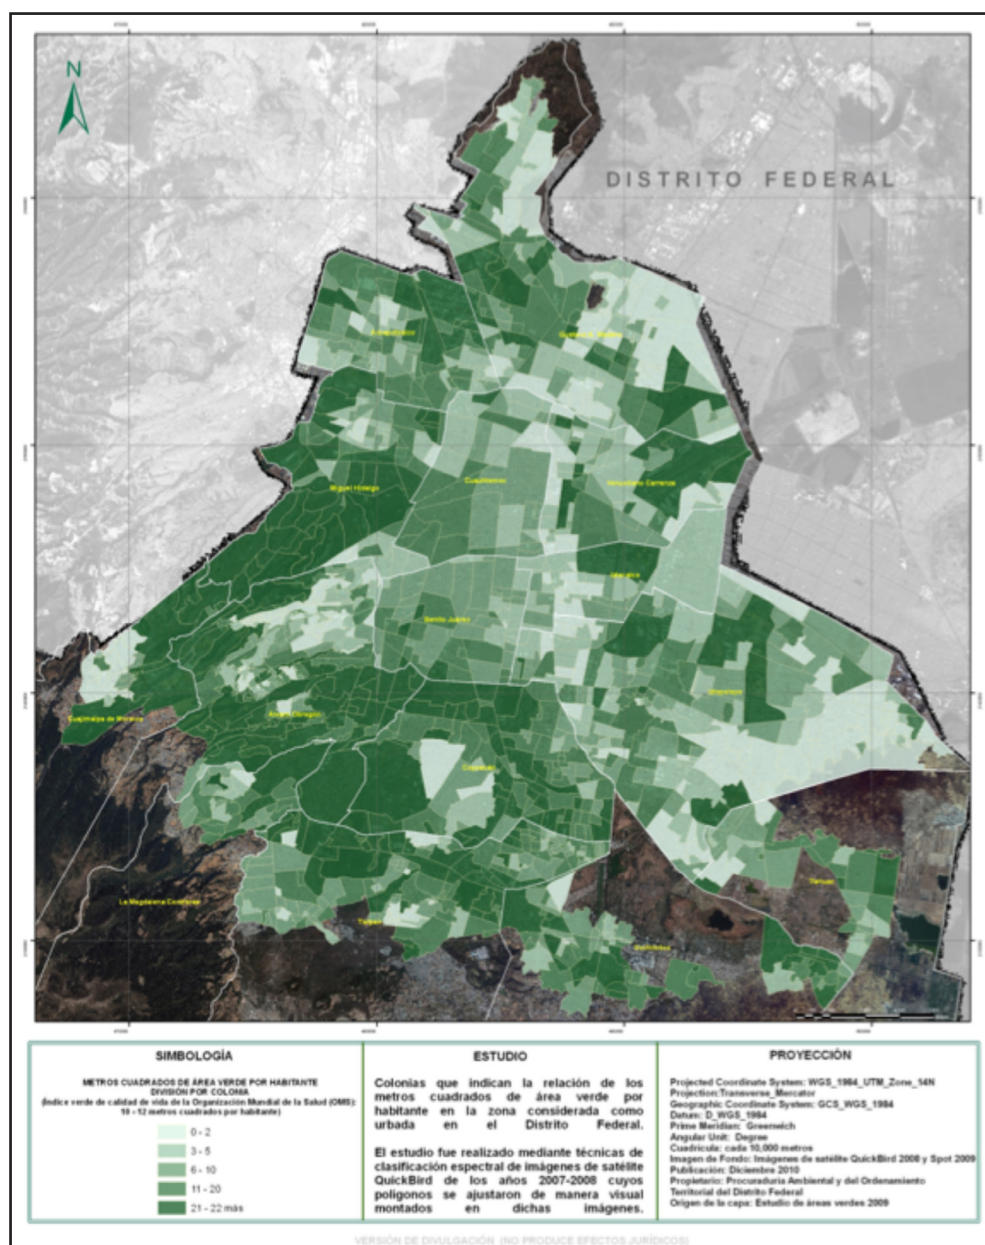 N
DISTRITO FEDERAL
Azcapotzalco
Gustavo A. Madero
Miguel Hidalgo
Cuauhtémoc
Venustiano Carranza
Iztacalco
Benito Juárez
Iztapalapa
Cuajimalpa de Morelos
Alvaro Obregón
Coyoacán
La Magdalena Contreras
Tlalpan
Tláhuac
Xochimilco
SIMBOLOGÍA
METROS CUADRADOS DE ÁREA VERDE POR HABITANTE
DIVISIÓN POR COLONIA
(Índice verde de calidad de vida de la Organización Mundial de la Salud (OMS):
10 - 12 metros cuadrados por habitante)
0 - 2
3 - 5
6 - 10
11 - 20
21 - 22 más
ESTUDIO
Colonias que indican la relación de los
metros cuadrados de área verde por
habitante en la zona considerada como
urbada en el Distrito Federal.
El estudio fue realizado mediante técnicas de
clasificación espectral de imágenes de satélite
QuickBird de los años 2007-2008 cuyos
polígonos se ajustaron de manera visual
montados en dichas imágenes.
PROYECCIÓN
Projected Coordinate System: WGS_1984_UTM_Zone_14N
Projection:Transverse_Mercator
Geographic Coordinate System: GCS_WGS_1984
Datum: D_WGS_1984
Prime Meridian: Greenwich
Angular Unit: Degree
Cuadrícula: cada 10,000 metros
Imagen de Fondo: Imágenes de satélite QuickBird 2008 y Spot 2009
Publicación: Diciembre 2010
Propietario: Procuraduría Ambiental y del Ordenamiento
Territorial del Distrito Federal
Origen de la capa: Estudio de áreas verdes 2009
VERSIÓN DE DIVULGACIÓN (NO PRODUCE EFECTOS JURÍDICOS)